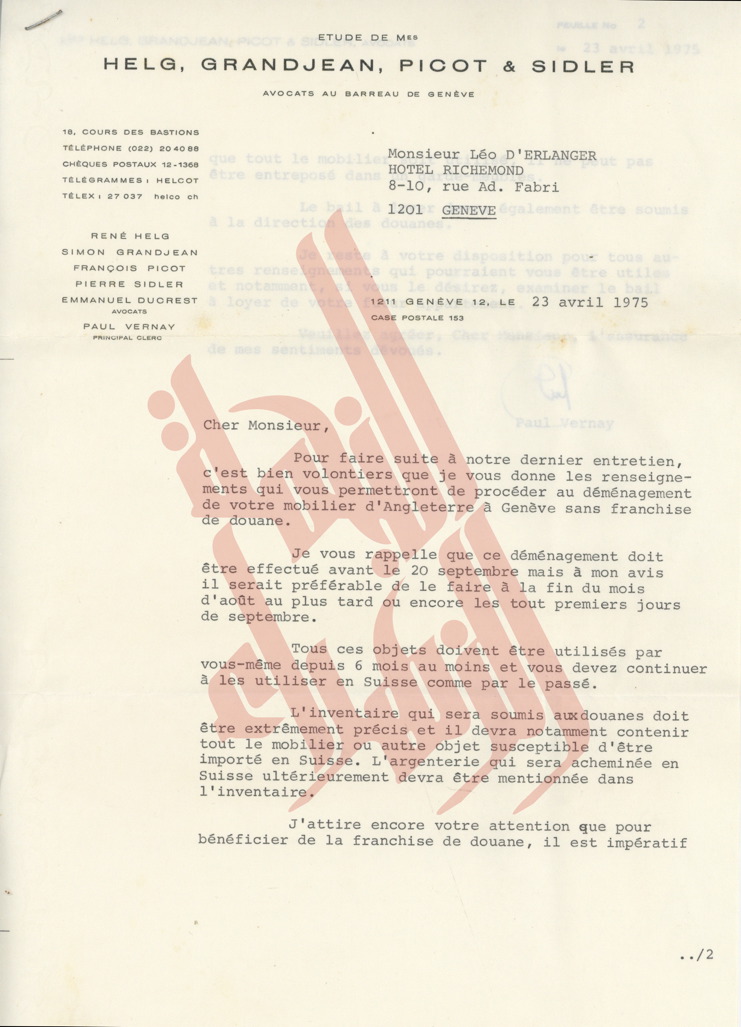 ETUDE DE MES
HELG, GRANDJEAN, PICOT & SIDLER
AVOCATS AU BARREAU DE GENÈVE
18, COURS DES BASTIONS
TÉLÉPHONE (022) 20 40 88
CHÈQUES POSTAUX 12-1368
TÉLÉGRAMMES: HELCOT
TÉLEX: 27 037 helco ch
RENÉ HELG
SIMON GRANDJEAN
FRANÇOIS PICOT
PIERRE SIDLER
EMMANUEL DUCREST
AVOCATS
PAUL VERNAY
PRINCIPAL CLERC
Monsieur Léo D'ERLANGER
HOTEL RICHEMOND
8-10, rue Ad. Fabri
1201 GENEVE
1211 GENÈVE 12, LE 23 avril 1975
CASE POSTALE 153
Cher Monsieur,
Pour faire suite à notre dernier entretien,
c'est bien volontiers que je vous donne les renseigne-
ments qui vous permettront de procéder au déménagement
de votre mobilier d'Angleterre à Genève sans franchise
de douane.
Je vous rappelle que ce déménagement doit
être effectué avant le 20 septembre mais à mon avis
il serait préférable de le faire à la fin du mois
d'août au plus tard ou encore les tout premiers jours
de septembre.
Tous ces objets doivent être utilisés par
vous-même depuis 6 mois au moins et vous devez continuer
à les utiliser en Suisse comme par le passé.
L'inventaire qui sera soumis aux douanes doit
être extrêmement précis et il devra notamment contenir
tout le mobilier ou autre objet susceptible d'être
importé en Suisse. L'argenterie qui sera acheminée en
Suisse ultérieurement devra être mentionnée dans
l'inventaire.
J'attire encore votre attention que pour
bénéficier de la franchise de douane, il est impératif
../2